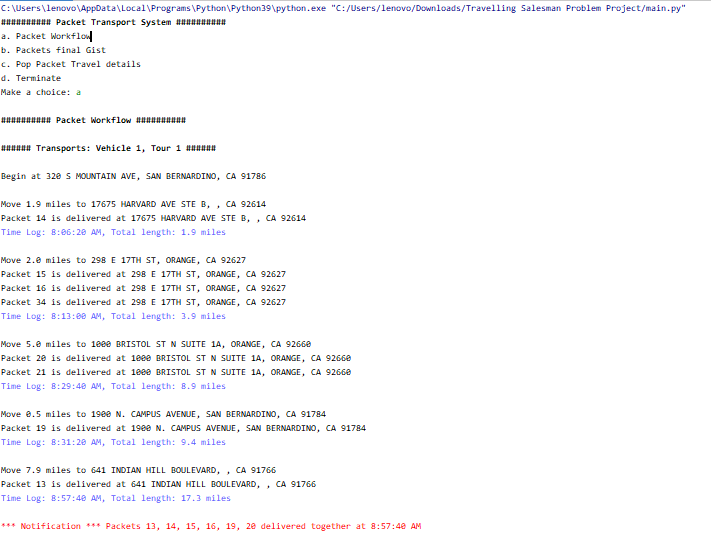 C:\Users\lenovo\AppData\Local\Programs\Python\Python39\python.exe "C:/Users/lenovo/Downloads/Travelling Salesman Problem Project/main.py"
########## Packet Transport System ##########
a. Packet Workflow
b. Packets final Gist
c. Pop Packet Travel details
d. Terminate
Make a choice: a
########## Packet Workflow ##########
###### Transports: Vehicle 1, Tour 1 ######
Begin at 320 S MOUNTAIN AVE, SAN BERNARDINO, CA 91786
Move 1.9 miles to 17675 HARVARD AVE STE B, , CA 92614
Packet 14 is delivered at 17675 HARVARD AVE STE B, , CA 92614
Time Log: 8:06:20 AM, Total length: 1.9 miles
Move 2.0 miles to 298 E 17TH ST, ORANGE, CA 92627
Packet 15 is delivered at 298 E 17TH ST, ORANGE, CA 92627
Packet 16 is delivered at 298 E 17TH ST, ORANGE, CA 92627
Packet 34 is delivered at 298 E 17TH ST, ORANGE, CA 92627
Time Log: 8:13:00 AM, Total length: 3.9 miles
Move 5.0 miles to 1000 BRISTOL ST N SUITE 1A, ORANGE, CA 92660
Packet 20 is delivered at 1000 BRISTOL ST N SUITE 1A, ORANGE, CA 92660
Packet 21 is delivered at 1000 BRISTOL ST N SUITE 1A, ORANGE, CA 92660
Time Log: 8:29:40 AM, Total length: 8.9 miles
Move 0.5 miles to 1900 N. CAMPUS AVENUE, SAN BERNARDINO, CA 91784
Packet 19 is delivered at 1900 N. CAMPUS AVENUE, SAN BERNARDINO, CA 91784
Time Log: 8:31:20 AM, Total length: 9.4 miles
Move 7.9 miles to 641 INDIAN HILL BOULEVARD, , CA 91766
Packet 13 is delivered at 641 INDIAN HILL BOULEVARD, , CA 91766
Time Log: 8:57:40 AM, Total length: 17.3 miles
*** Notification *** Packets 13, 14, 15, 16, 19, 20 delivered together at 8:57:40 AM